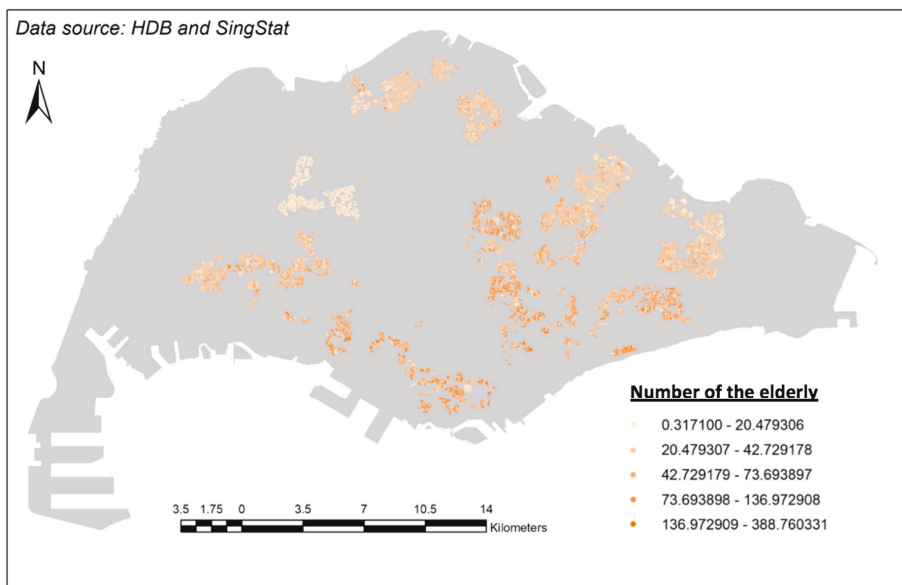 Data source: HDB and SingStat
N
Number of the elderly
0.317100 - 20.479306
20.479307 - 42.729178
42.729179 - 73.693897
73.693898 - 136.972908
136.972909 - 388.760331
3.5 1.75 0 3.5 7 10.5 14
Kilometers